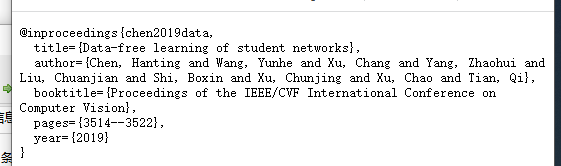 @inproceedings{chen2019data,
title={Data-free learning of student networks},
author={Chen, Hanting and Wang, Yunhe and Xu, Chang and Yang, Zhaohui and
Liu, Chuanjian and Shi, Boxin and Xu, Chunjing and Xu, Chao and Tian, Qi},
booktitle={Proceedings of the IEEE/CVF International Conference on
Computer Vision},
pages={3514--3522},
year={2019}
}
条